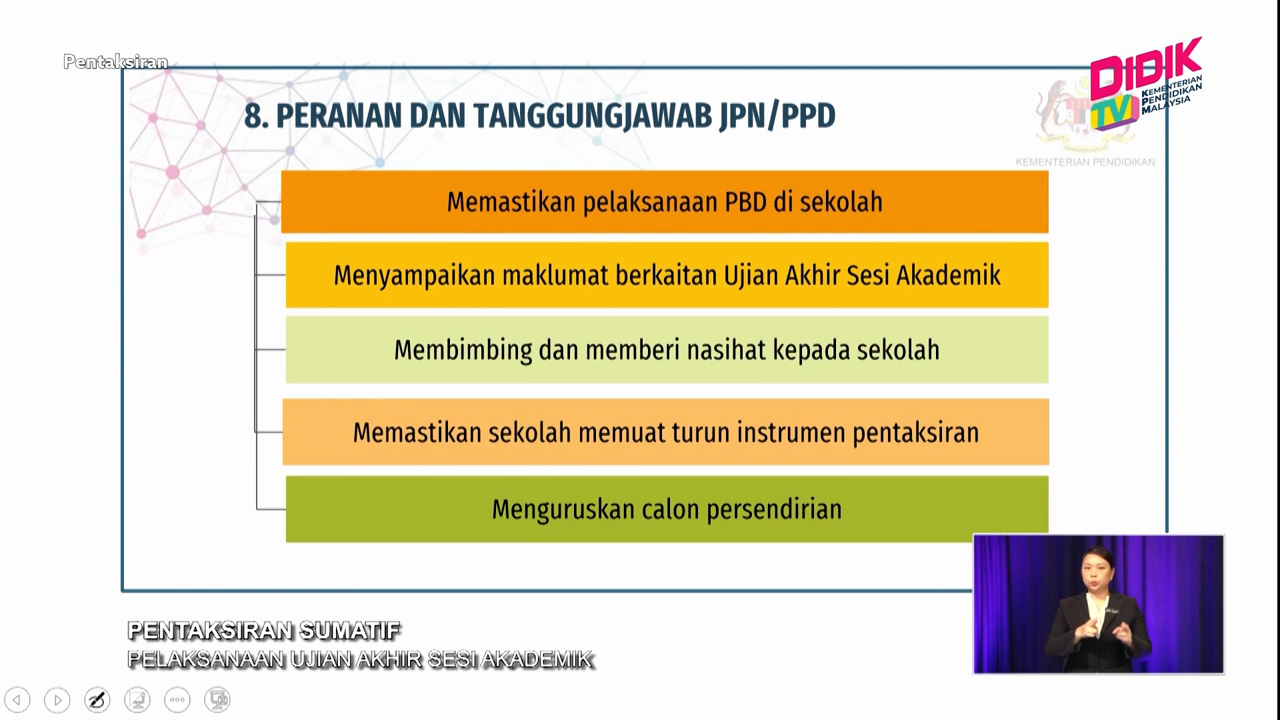 Pentaksiran
DIDIK
TV
KEMENTERIAN
PENDIDIKAN
MALAYSIA
8. PERANAN DAN TANGGUNGJAWAB JPN/PPD
KEMENTERIAN PENDIDIKAN
Memastikan pelaksanaan PBD di sekolah
Menyampaikan maklumat berkaitan Ujian Akhir Sesi Akademik
Membimbing dan memberi nasihat kepada sekolah
Memastikan sekolah memuat turun instrumen pentaksiran
Menguruskan calon persendirian
PENTAKSIRAN SUMATIF
PELAKSANAAN UJIAN AKHIR SESI AKADEMIK